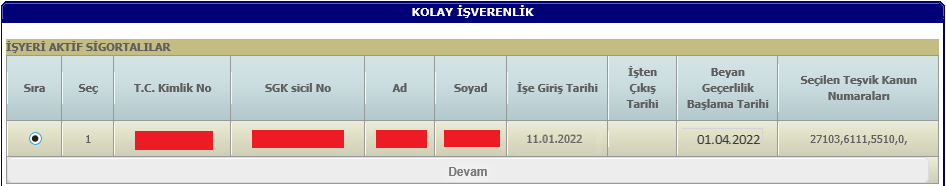 KOLAY İŞVERENLİK
İŞYERİ AKTİF SİGORTALILAR
Sıra Seç T.C. Kimlik No SGK sicil No Ad Soyad İşe Giriş Tarihi İşten Çıkış Tarihi Beyan Geçerlilik Başlama Tarihi Seçilen Teşvik Kanun Numaraları
1 11.01.2022 01.04.2022 27103,6111,5510,0,
Devam